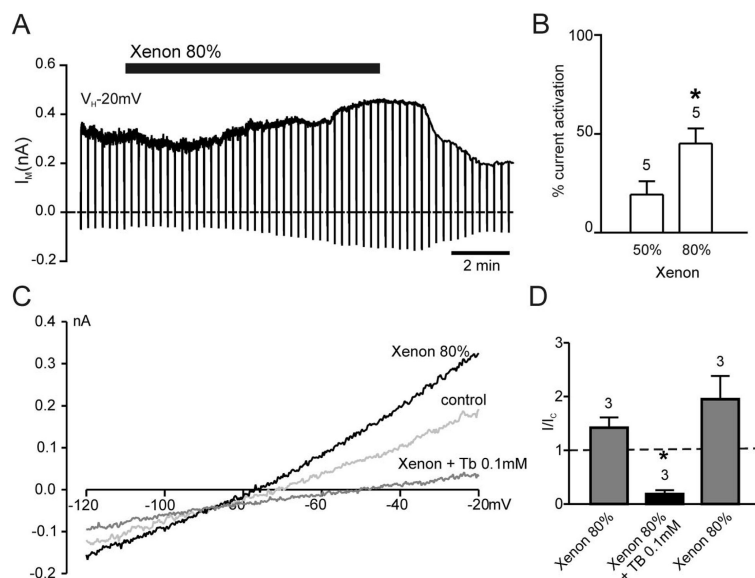 A
Xenon 80%
0.6
V_H-20mV
0.4
I_M(nA)
0.2
0.0
-0.2
2 min
B
100
% current activation
50
0
5
*
5
50%
80%
Xenon
C
nA
0.4
0.3
0.2
0.1
0.0
-0.1
0.2
Xenon 80%
control
Xenon + Tb 0.1mM
-120
-100
-80
-60
-40
-20mV
D
3
2
1
0
I/I_C
3
*
3
3
Xenon 80%
Xenon 80%
+ TB 0.1mM
Xenon 80%